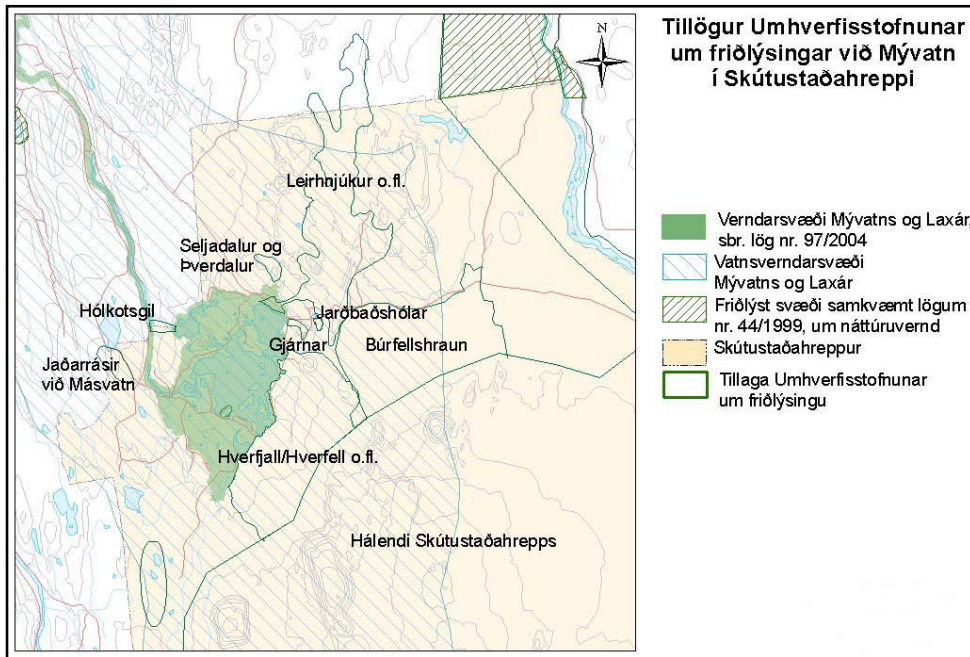 Tillögur Umhverfisstofnunar
um friðlýsingar við Mývatn
í Skútustaðahreppi
N
Leirhnjúkur o.fl.
Seljadalur og
Þverdalur
Hólkotsgil
Jarðbaðshólar
Gjárnar
Búrfellshraun
Jaðarrásir
við Másvatn
Hverfjall/Hverfell o.fl.
Hálendi Skútustaðahrepps
Verndarsvæði Mývatns og Laxár,
sbr. lög nr. 97/2004
Vatnsverndarsvæði
Mývatns og Laxár
Friðlýst svæði samkvæmt lögum
nr. 44/1999, um náttúruvernd
Skútustaðahreppur
Tillaga Umhverfisstofnunar
um friðlýsingu